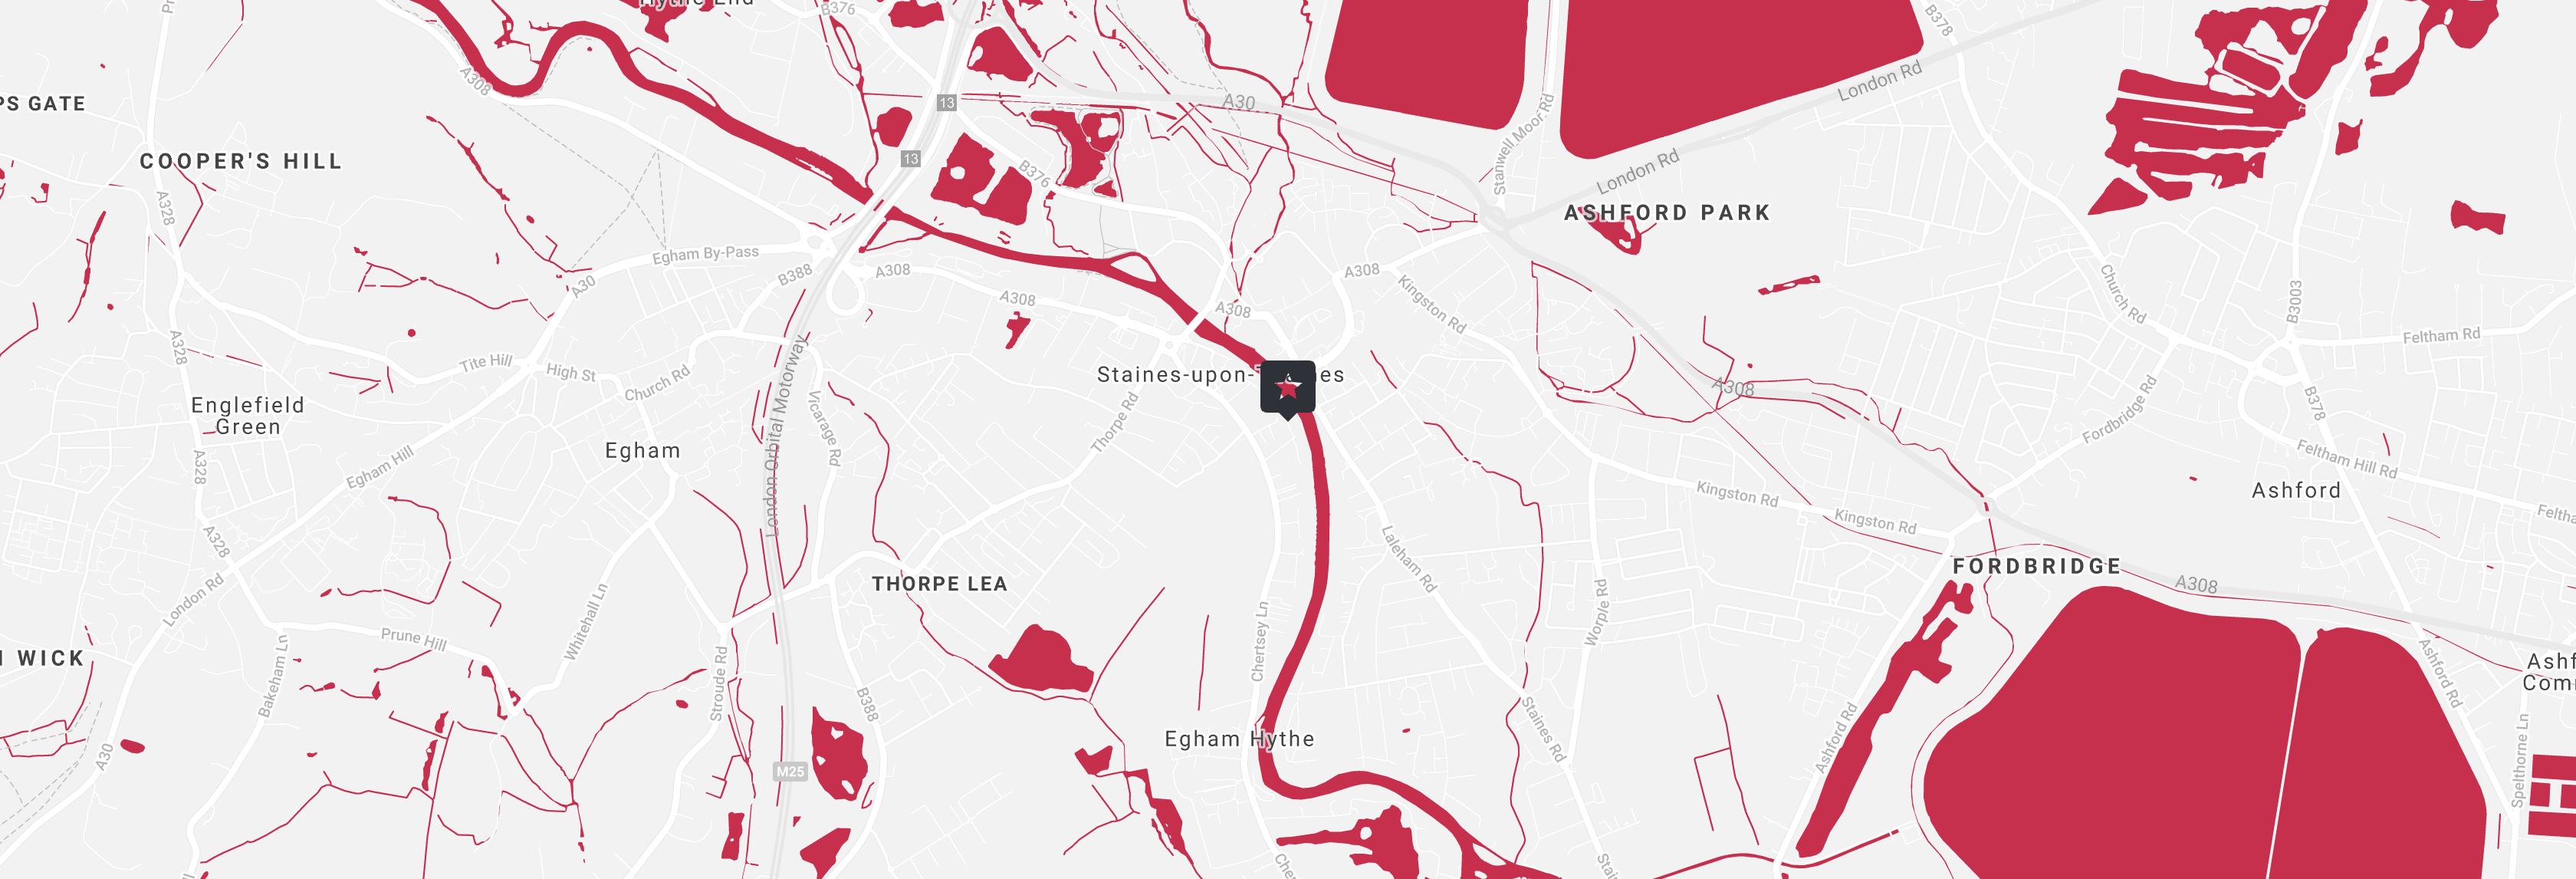 Hythe End
B376
B378
A308
13
A30
London Rd
PS GATE
COOPER'S HILL
13
B376
Stanwell Moor Rd
London Rd
ASHFORD PARK
A328
Egham By-Pass
B388
A308
A308
A30
A308
A308
Kingston Rd
Church Rd
B003
Feltham Rd
A328
Tite Hill
High St
Church Rd
London Orbital Motorway
Vicarage Rd
Staines-upon-
es
Thorpe Rd
A308
Fordbridge Rd
B378
Feltham Hill Rd
Englefield
Green
Egham
A328
Egham Hill
Kingston Rd
Kingston Rd
Ashford
A328
London Rd
Laleham Rd
THORPE LEA
FORDBRIDGE
A308
Whitehall Ln
Prune Hill
Bakeham Ln
Stroude Rd
B388
Chertsey Ln
Worple Rd
WICK
Ashford Rd
Ashf
Com
A30
M25
Egham Hythe
Staines Rd
Ashford Rd
Spelthorne Ln